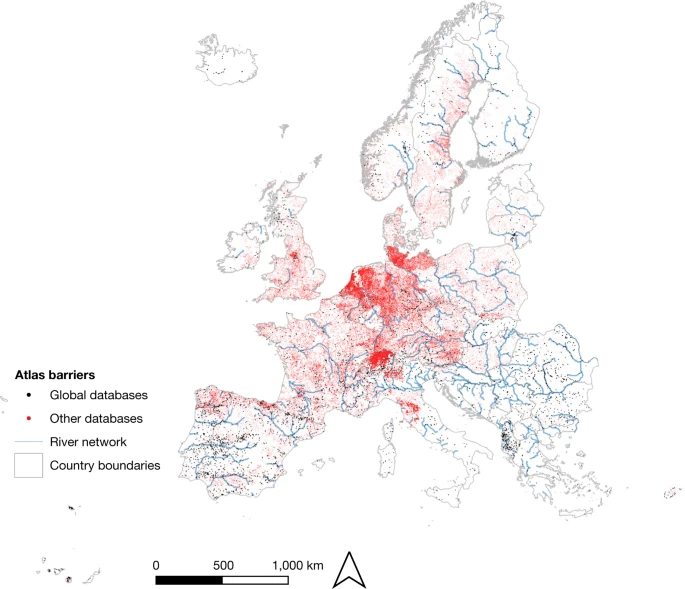 Atlas barriers
Global databases
Other databases
River network
Country boundaries
0 500 1,000 km